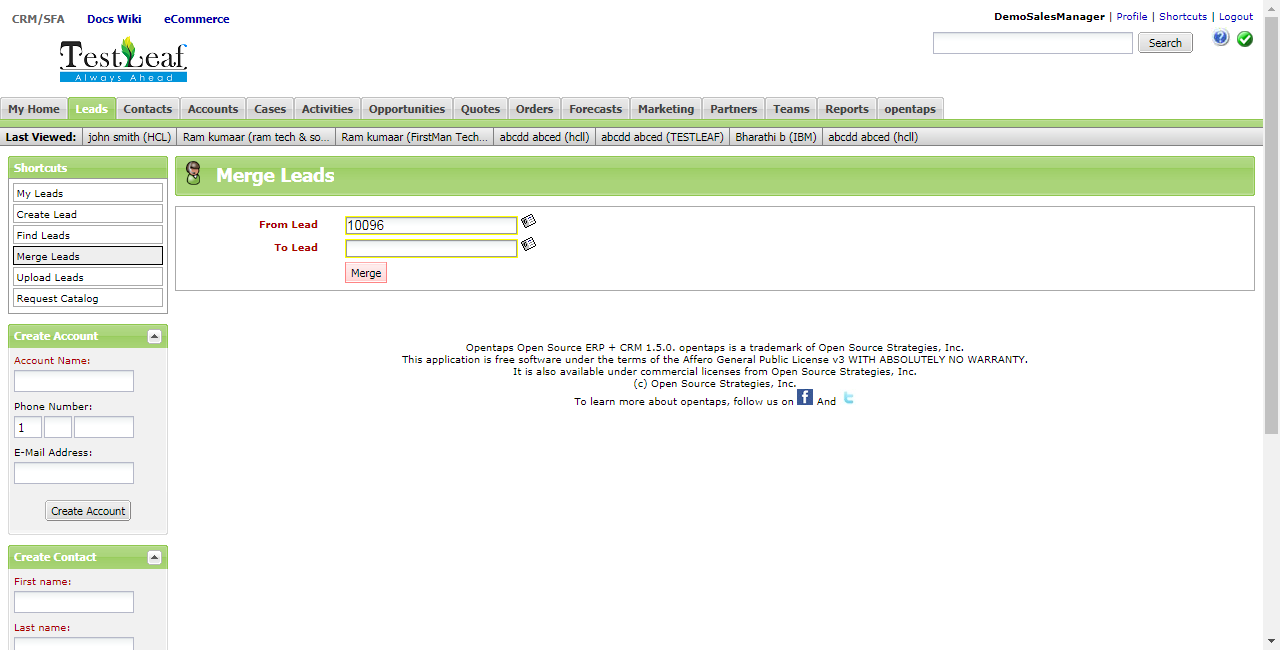 CRM/SFA Docs Wiki eCommerce
DemoSalesManager | Profile | Shortcuts | Logout
TestLeaf
Always Ahead
Search
My Home Leads Contacts Accounts Cases Activities Opportunities Quotes Orders Forecasts Marketing Partners Teams Reports opentaps
Last Viewed: john smith (HCL) Ram kumaar (ram tech & so... Ram kumaar (FirstMan Tech... abcdd abced (hcll) abcdd abced (TESTLEAF) Bharathi b (IBM) abcdd abced (hcll)
Shortcuts
My Leads
Create Lead
Find Leads
Merge Leads
Upload Leads
Request Catalog
Create Account
Account Name:
Phone Number:
1
E-Mail Address:
Create Account
Create Contact
First name:
Last name:
Merge Leads
From Lead 10096
To Lead
Merge
Opentaps Open Source ERP + CRM 1.5.0. opentaps is a trademark of Open Source Strategies, Inc.
This application is free software under the terms of the Affero General Public License v3 WITH ABSOLUTELY NO WARRANTY.
It is also available under commercial licenses from Open Source Strategies, Inc.
(c) Open Source Strategies, Inc.
To learn more about opentaps, follow us on f And t